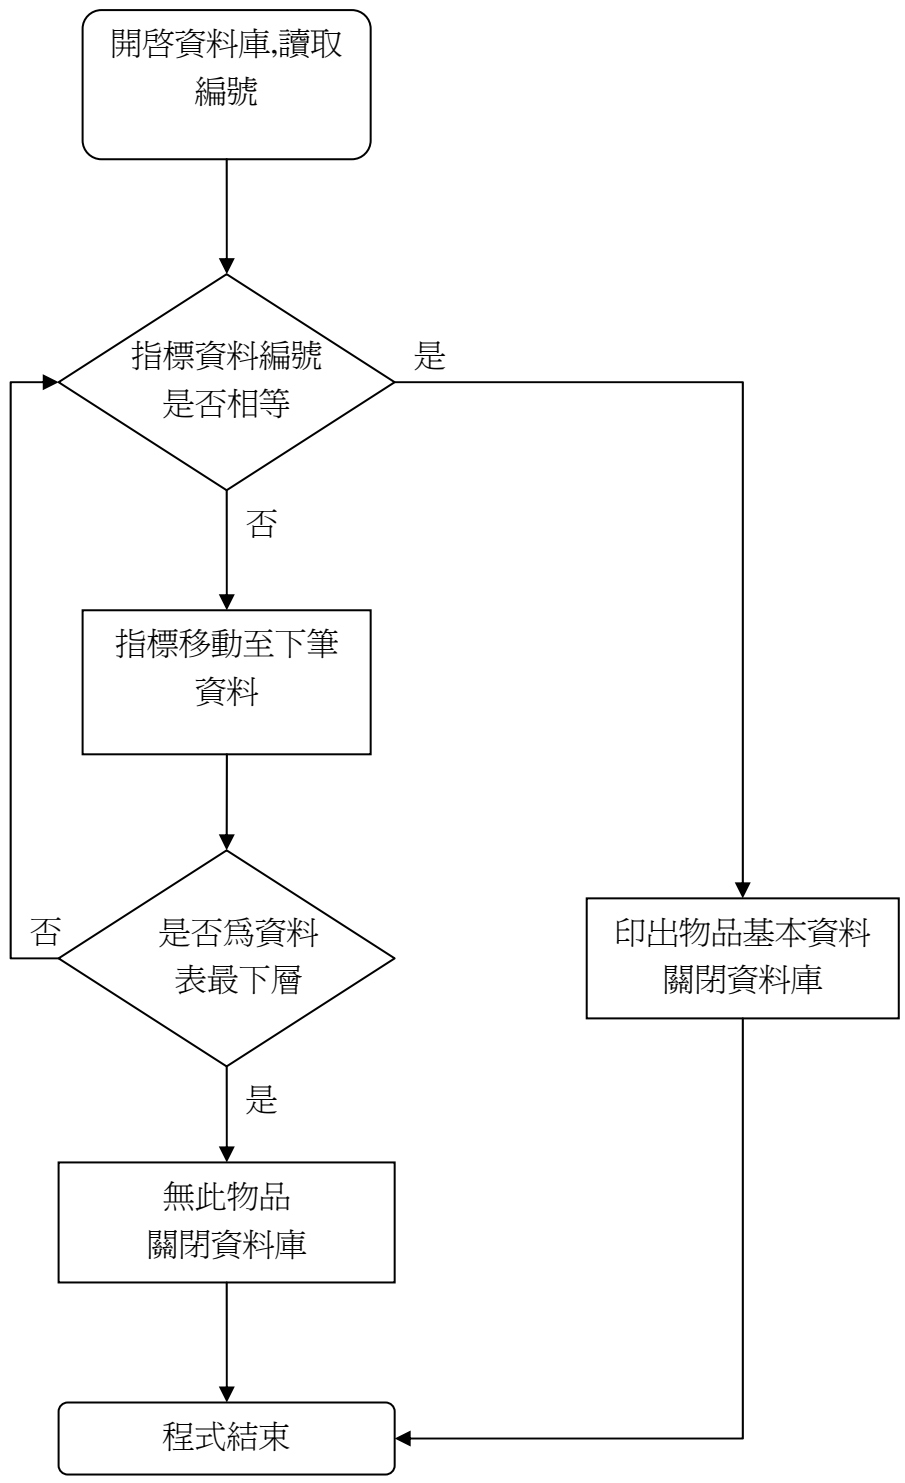 開啓資料庫,讀取
編號
指標資料編號
是否相等
是
否
指標移動至下筆
資料
是否爲資料
表最下層
否
是
印出物品基本資料
關閉資料庫
無此物品
關閉資料庫
程式結束